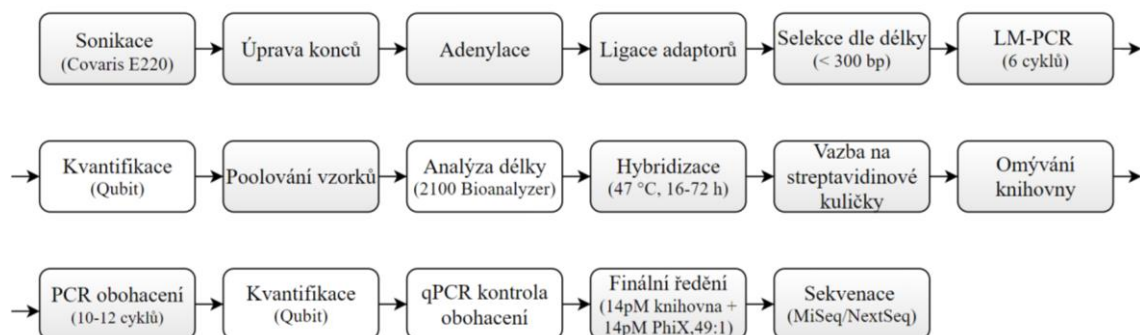 Sonikace
(Covaris E220)
Úprava konců
Adenylace
Ligace adaptorů
Selekce dle délky
(< 300 bp)
LM-PCR
(6 cyklů)
Kvantifikace
(Qubit)
Poolování vzorků
Analýza délky
(2100 Bioanalyzer)
Hybridizace
(47 °C, 16-72 h)
Vazba na
streptavidinové
kuličky
Omývání
knihovny
PCR obohacení
(10-12 cyklů)
Kvantifikace
(Qubit)
qPCR kontrola
obohacení
Finální ředění
(14pM knihovna +
14pM PhiX,49:1)
Sekvenace
(MiSeq/NextSeq)